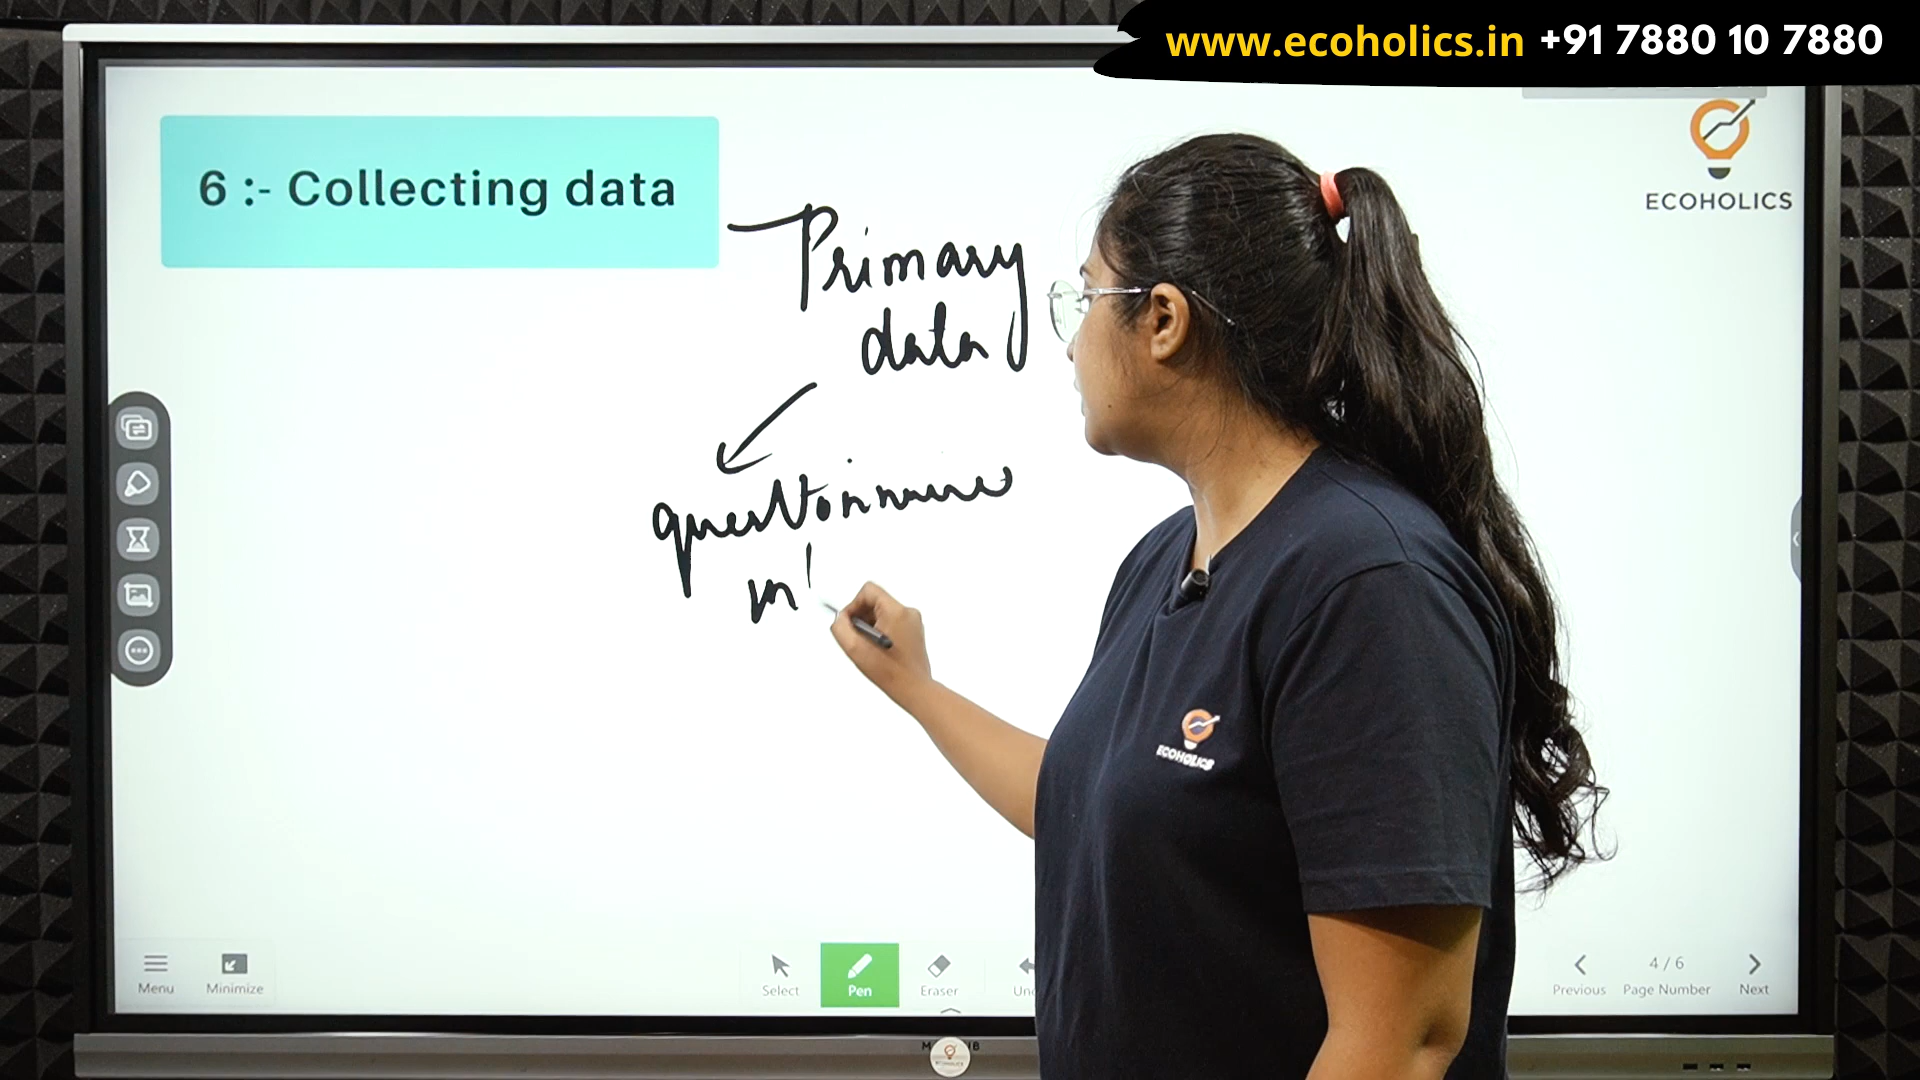 www.ecoholics.in +91 7880 10 7880
6 :- Collecting data
ECOHOLICS
Primary
data
questionnaire
ECOHOLICS
Menu
Minimize
Select
Pen
Eraser
Previous
4 / 6
Page Number
Next